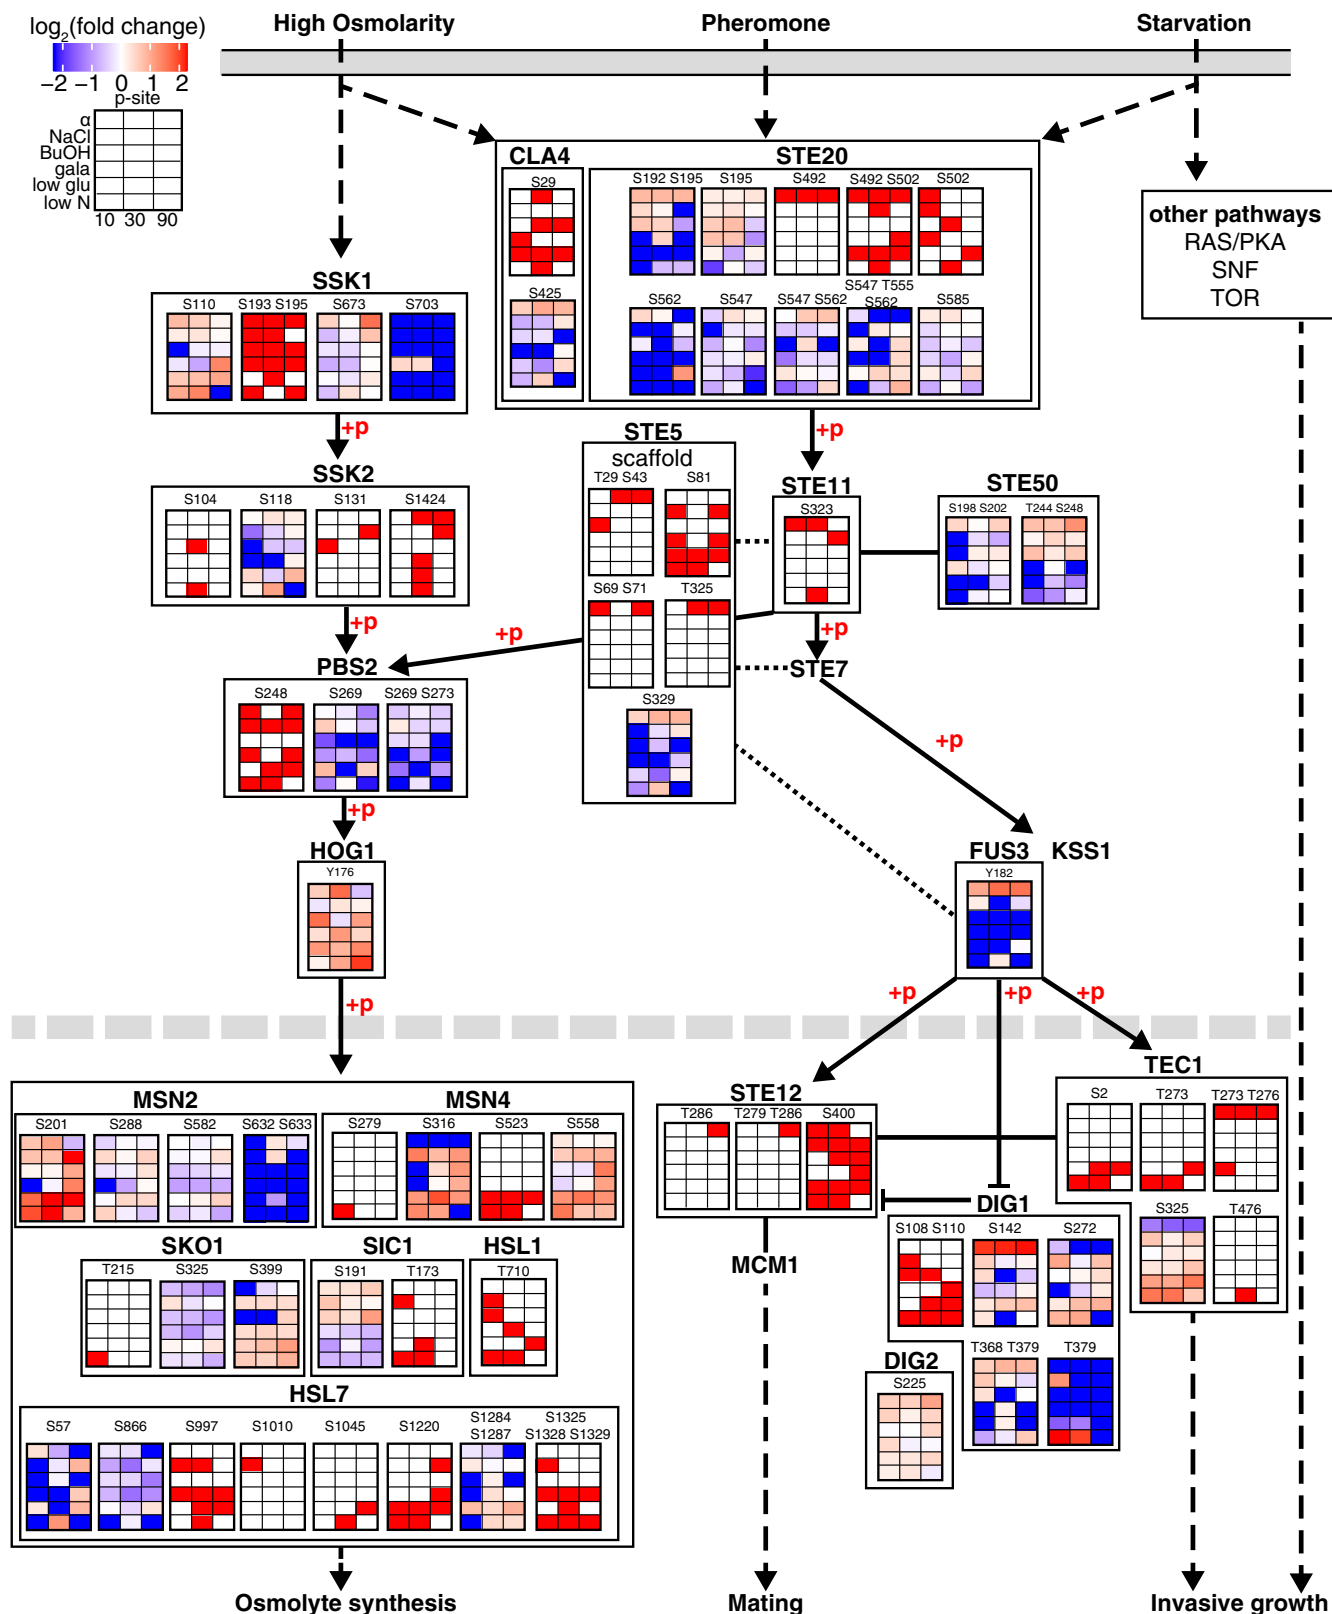 High Osmolarity
Pheromone
Starvation
log2(fold change)
−2 −1 0 1 2
p-site
α
NaCl
BuOH
gala
low glu
low N
10 30 90
CLA4
S29
S425
STE20
S192 S195
S195
S492
S492 S502
S502
S562
S547
S547 S562
S547 T555
S562
S585
other pathways
RAS/PKA
SNF
TOR
SSK1
S110
S193 S195
S673
S703
+p
+p
SSK2
S104
S118
S131
S1424
+p
STE5
scaffold
T29 S43
S81
S69 S71
T325
S329
STE11
S323
STE50
S198 S202
T244 S248
+p
+p
STE7
PBS2
S248
S269
S269 S273
+p
+p
HOG1
Y176
FUS3
KSS1
Y182
+p
+p
+p
+p
MSN2
S201
S288
S582
S632 S633
MSN4
S279
S316
S523
S558
STE12
T286
T279 T286
S400
TEC1
S2
T273
T273 T276
S325
T476
SKO1
T215
S325
S399
SIC1
S191
T173
HSL1
T710
MCM1
DIG1
S108 S110
S142
S272
T368 T379
T379
DIG2
S225
HSL7
S57
S866
S997
S1010
S1045
S1220
S1284
S1287
S1325
S1328 S1329
Osmolyte synthesis
Mating
Invasive growth